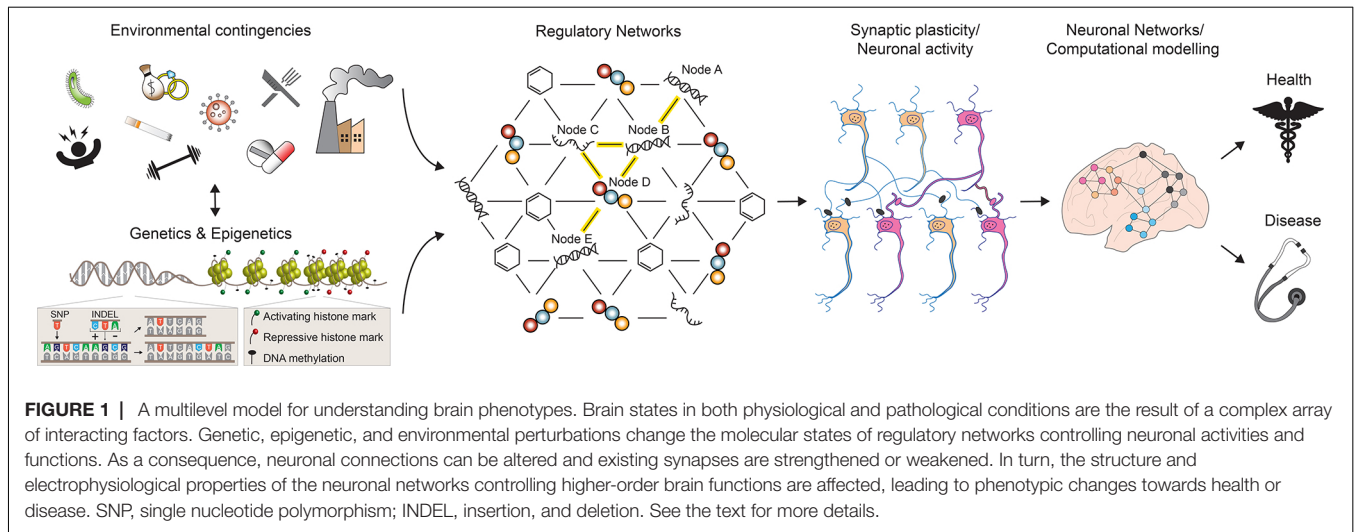 Environmental contingencies
Regulatory Networks
Synaptic plasticity/
Neuronal activity
Neuronal Networks/
Computational modelling
Node A
Node B
Node C
Node D
Node E
Health
Disease
$
Genetics & Epigenetics
SNP
INDEL
T
C T A
+ -
Activating histone mark
Repressive histone mark
DNA methylation
FIGURE 1 | A multilevel model for understanding brain phenotypes. Brain states in both physiological and pathological conditions are the result of a complex array
of interacting factors. Genetic, epigenetic, and environmental perturbations change the molecular states of regulatory networks controlling neuronal activities and
functions. As a consequence, neuronal connections can be altered and existing synapses are strengthened or weakened. In turn, the structure and
electrophysiological properties of the neuronal networks controlling higher-order brain functions are affected, leading to phenotypic changes towards health or
disease. SNP, single nucleotide polymorphism; INDEL, insertion, and deletion. See the text for more details.